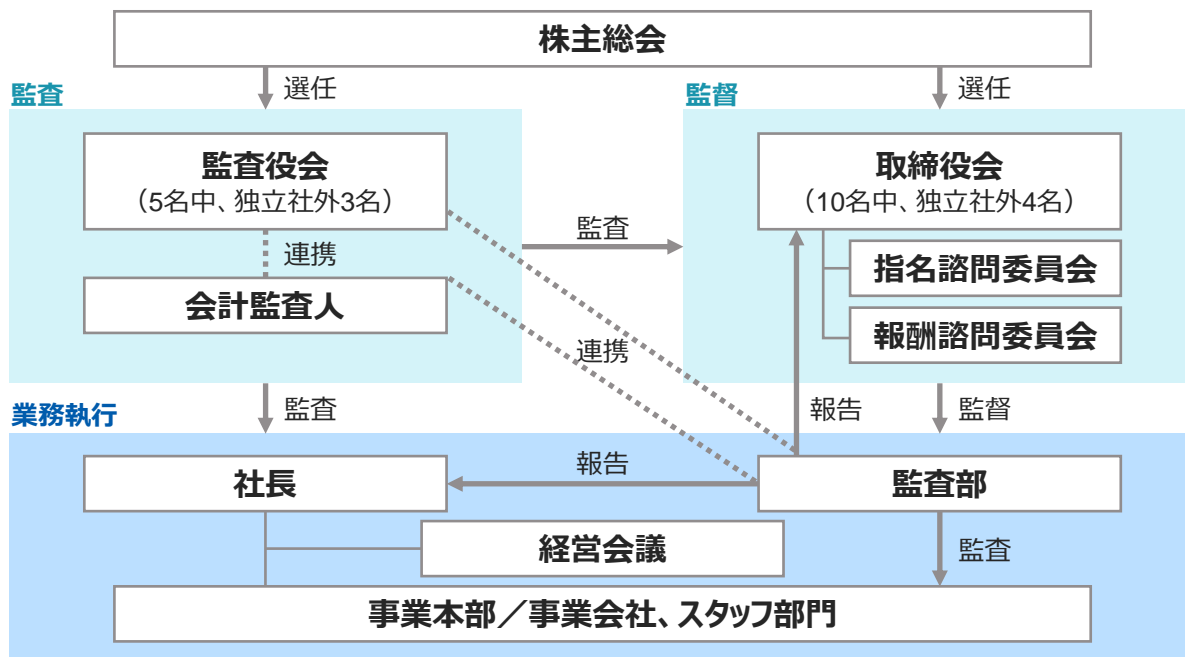 株主総会
選任
選任
監査
監督
監査役会
（5名中、独立社外3名）
取締役会
（10名中、独立社外4名）
監査
連携
指名諮問委員会
会計監査人
報酬諮問委員会
連携
監査
報告
監督
業務執行
報告
社長
監査部
経営会議
監査
事業本部／事業会社、スタッフ部門